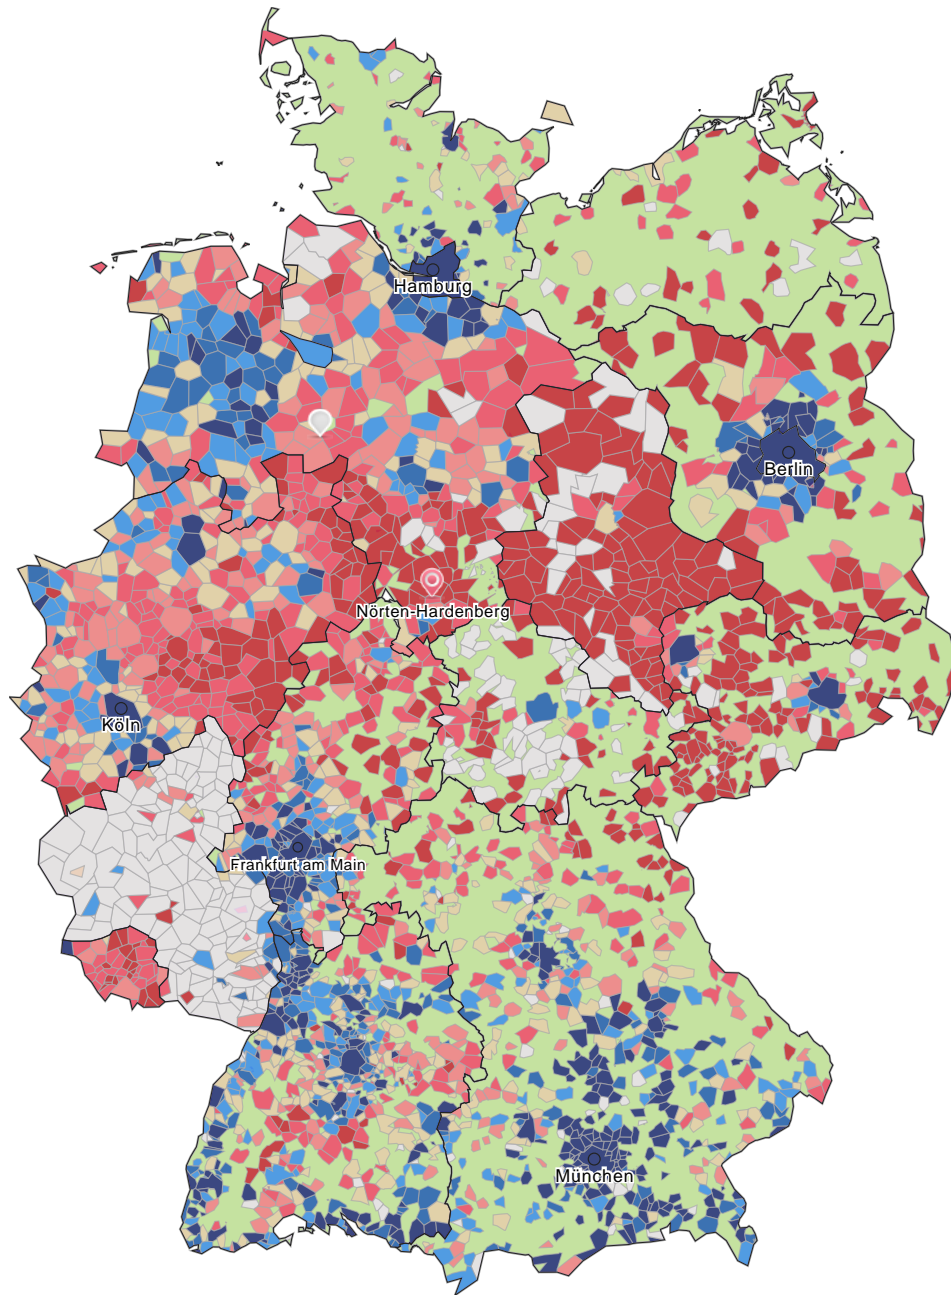 Hamburg
Berlin
Nörten-Hardenberg
Köln
Frankfurt am Main
München